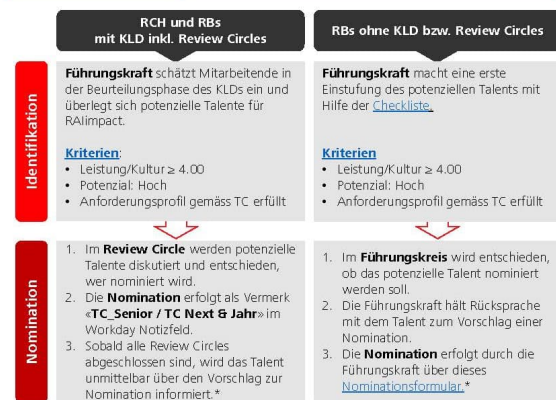 RCH und RBs
mit KLD inkl. Review Circles
RBs ohne KLD bzw. Review Circles
Identifikation
Führungskraft schätzt Mitarbeitende in
der Beurteilungsphase des KLDs ein und
überlegt sich potenzielle Talente für
RAIimpact.
Kriterien:
• Leistung/Kultur ≥ 4.00
• Potenzial: Hoch
• Anforderungsprofil gemäss TC erfüllt
Führungskraft macht eine erste
Einstufung des potenziellen Talents mit
Hilfe der Checkliste.
Kriterien
• Leistung/Kultur ≥ 4.00
• Potenzial: Hoch
• Anforderungsprofil gemäss TC erfüllt
Nomination
1. Im Review Circle werden potenzielle
Talente diskutiert und entschieden,
wer nominiert wird.
2. Die Nomination erfolgt als Vermerk
«TC_Senior / TC Next & Jahr» im
Workday Notizfeld.
3. Sobald alle Review Circles
abgeschlossen sind, wird das Talent
unmittelbar über den Vorschlag zur
Nomination informiert.*
1. Im Führungskreis wird entschieden,
ob das potenzielle Talent nominiert
werden soll.
2. Die Führungskraft hält Rücksprache
mit dem Talent zum Vorschlag einer
Nomination.
3. Die Nomination erfolgt durch die
Führungskraft über dieses
Nominationsformular.*